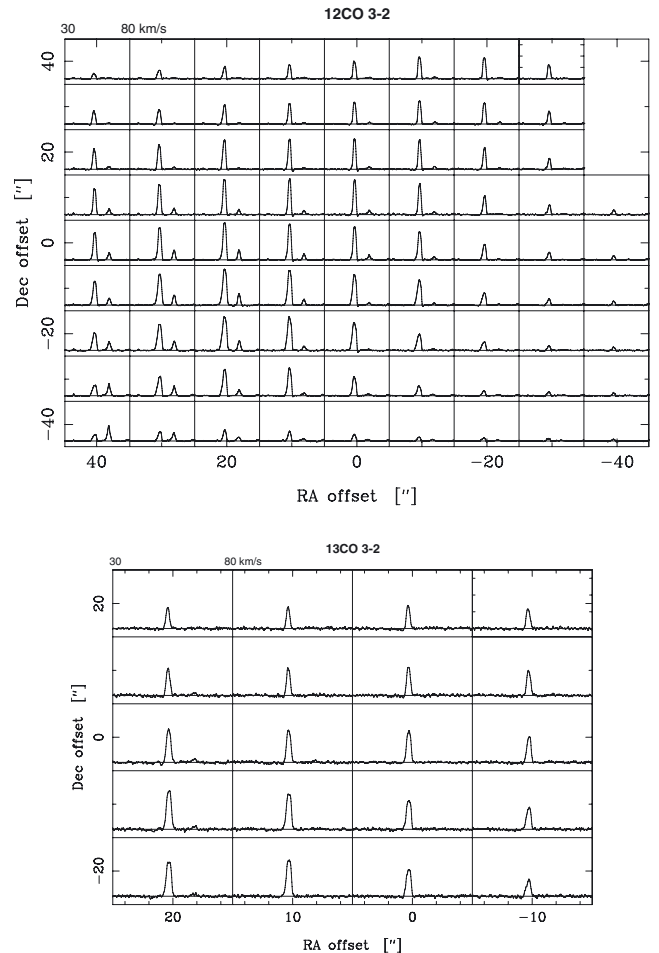 12CO 3-2
30 80 km/s
40
20
0
−20
−40
Dec offset ["]
40 20 0 −20 −40
RA offset ["]
13CO 3-2
30 80 km/s
20
0
−20
Dec offset ["]
20 10 0 −10
RA offset ["]